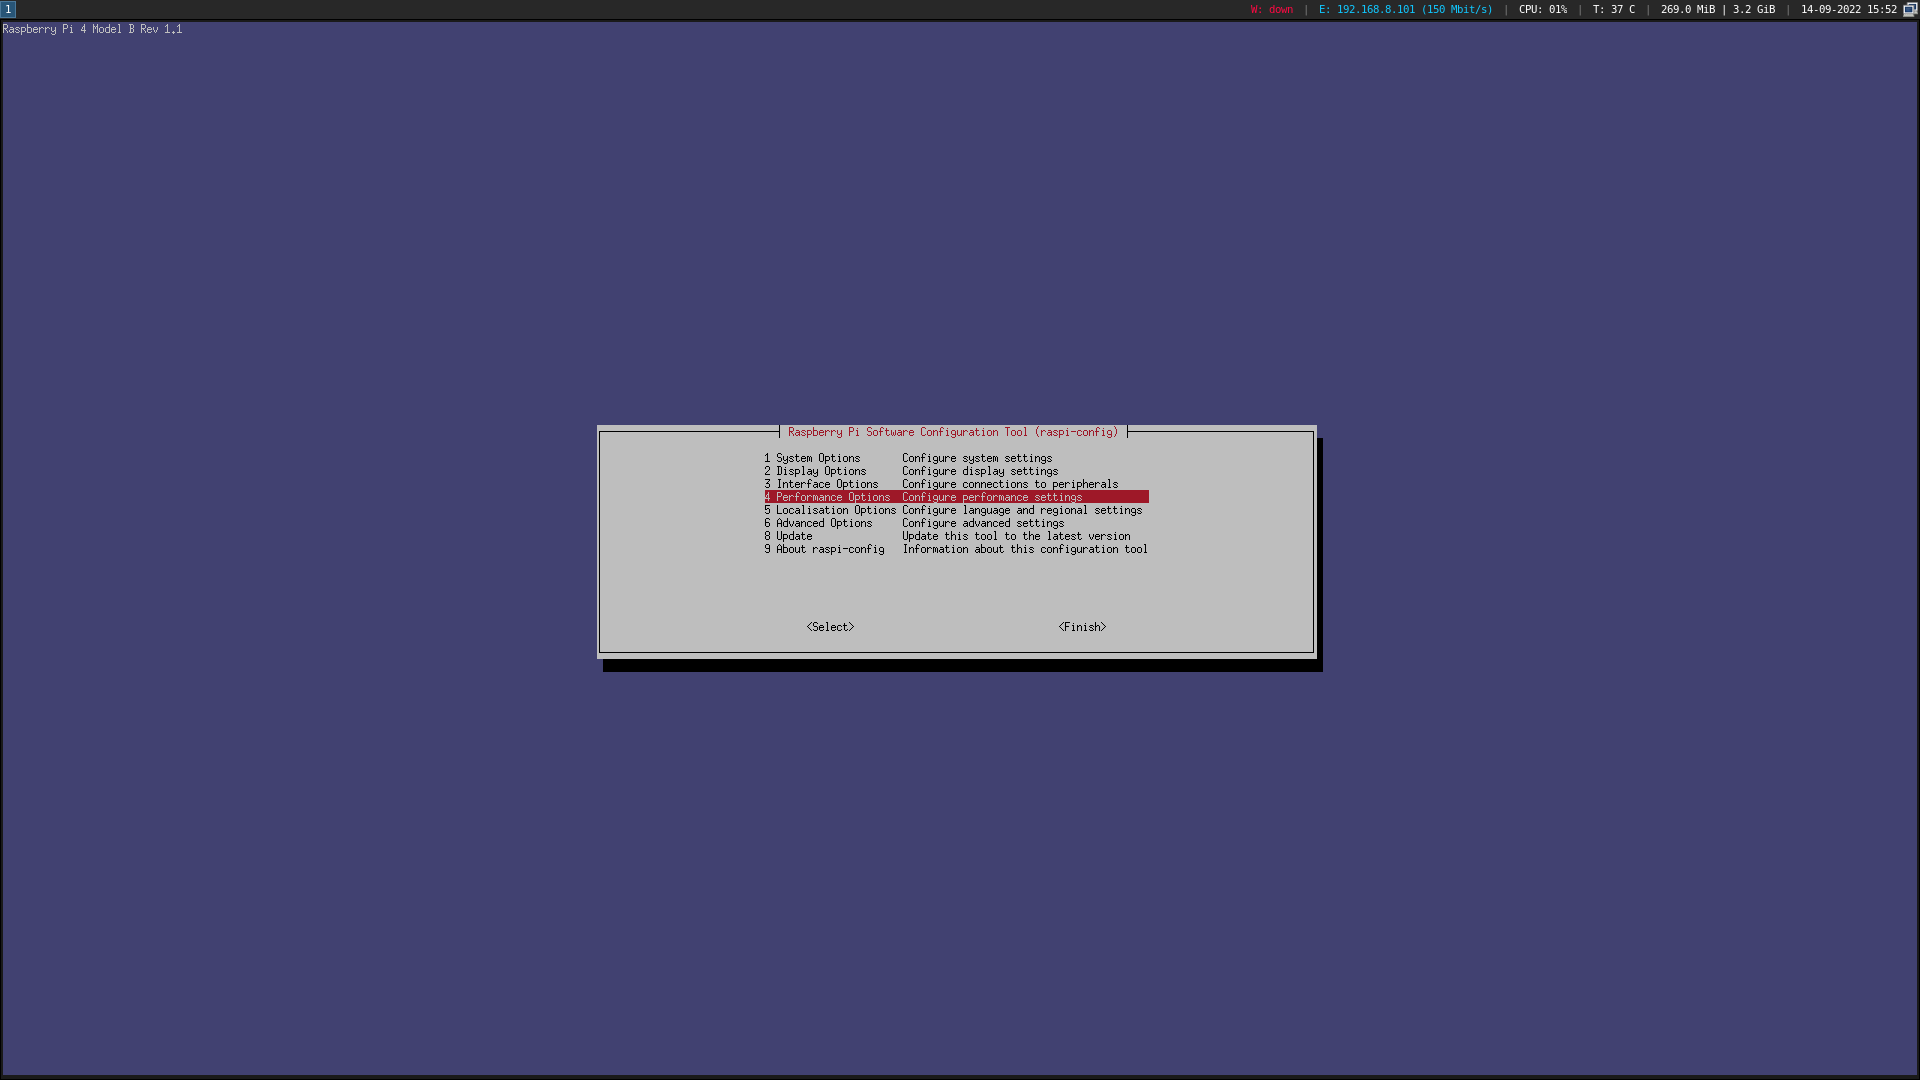 1 W: down | E: 192.168.8.101 (150 Mbit/s) | CPU: 01% | T: 37 C | 269.0 MiB | 3.2 GiB | 14-09-2022 15:52
Raspberry Pi 4 Model B Rev 1.1
Raspberry Pi Software Configuration Tool (raspi-config)
1 System Options Configure system settings
2 Display Options Configure display settings
3 Interface Options Configure connections to peripherals
4 Performance Options Configure performance settings
5 Localisation Options Configure language and regional settings
6 Advanced Options Configure advanced settings
8 Update Update this tool to the latest version
9 About raspi-config Information about this configuration tool
<Select> <Finish>